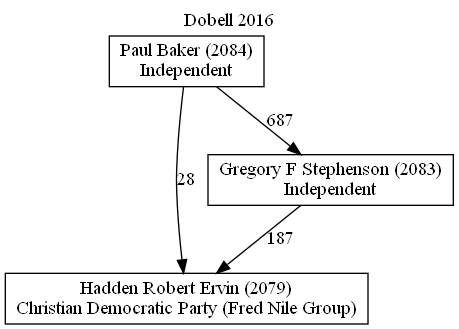 Dobell 2016
Paul Baker (2084)
Independent
687
Gregory F Stephenson (2083)
Independent
28
187
Hadden Robert Ervin (2079)
Christian Democratic Party (Fred Nile Group)